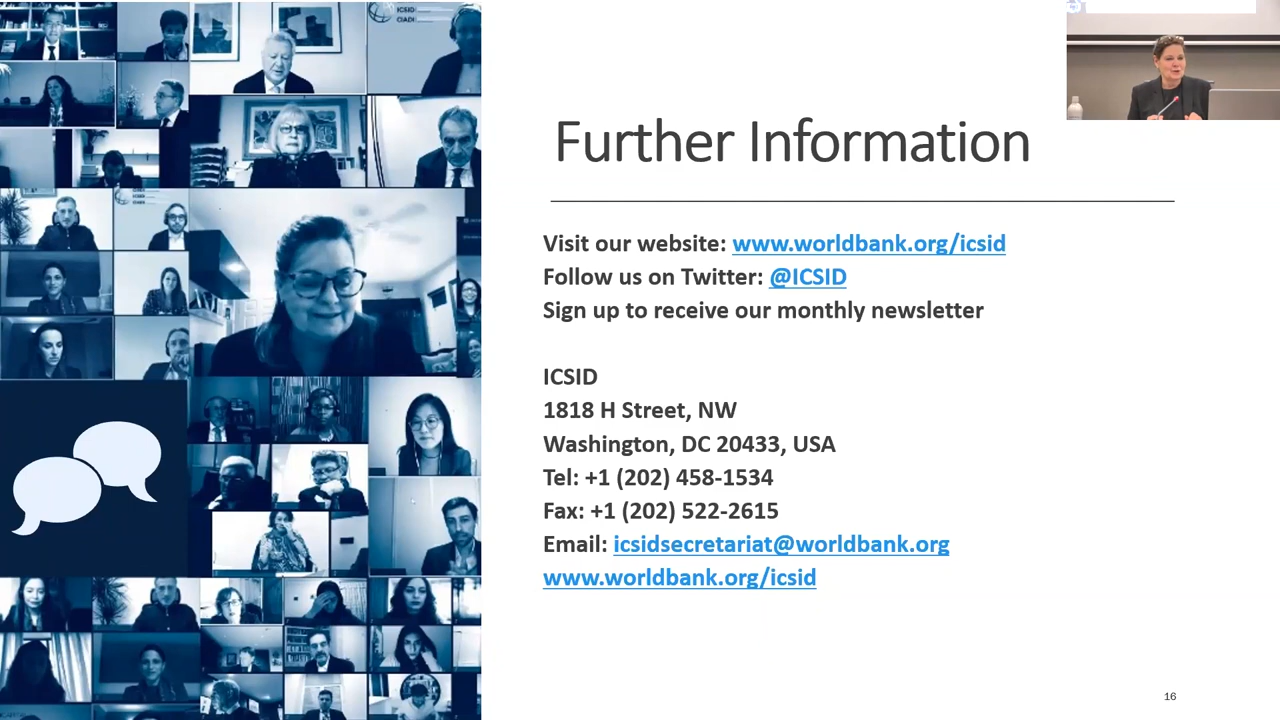 ICSID
CIADI
Further Information
Visit our website: www.worldbank.org/icsid
Follow us on Twitter: @ICSID
Sign up to receive our monthly newsletter
ICSID
1818 H Street, NW
Washington, DC 20433, USA
Tel: +1 (202) 458-1534
Fax: +1 (202) 522-2615
Email: icsidsecretariat@worldbank.org
www.worldbank.org/icsid
16